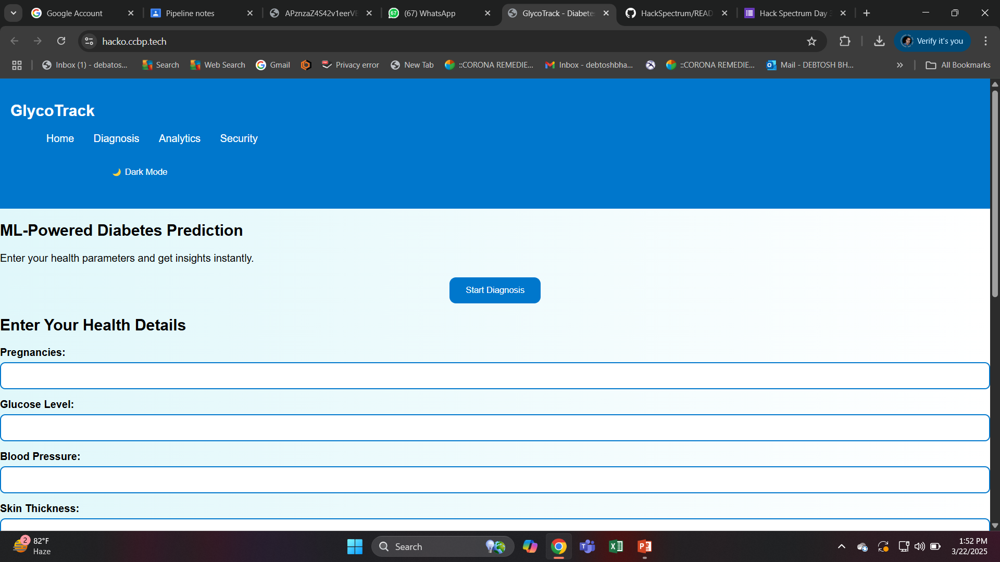 Google Account
Pipeline notes
APznzaZ4S42v1eerV
(67) WhatsApp
GlycoTrack - Diabete
HackSpectrum/READ
Hack Spectrum Day
hacko.ccbp.tech
Verify it's you
Inbox (1) - debatos...
Search
Web Search
Gmail
Privacy error
New Tab
::CORONA REMEDIE...
Inbox - debtoshbha...
::CORONA REMEDIE...
Mail - DEBTOSH BH...
All Bookmarks
GlycoTrack
Home Diagnosis Analytics Security
Dark Mode
ML-Powered Diabetes Prediction
Enter your health parameters and get insights instantly.
Start Diagnosis
Enter Your Health Details
Pregnancies:
Glucose Level:
Blood Pressure:
Skin Thickness:
2
82°F
Haze
Search
1:52 PM
3/22/2025